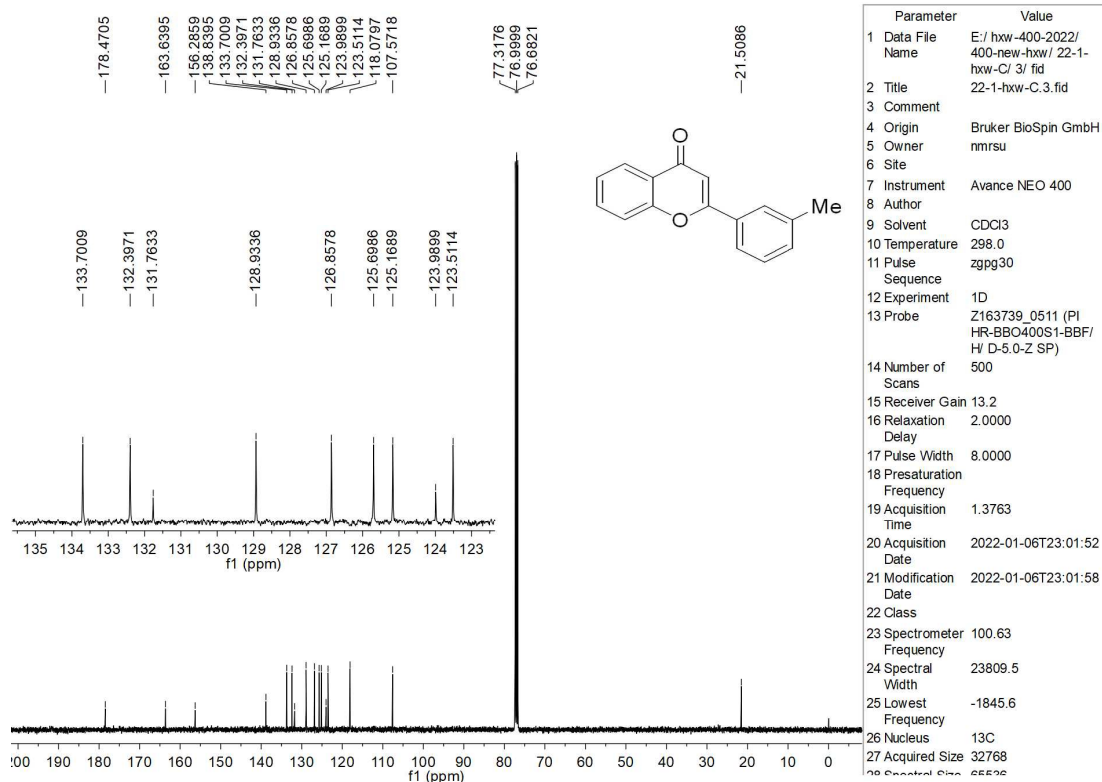 178.4705
163.6395
156.2859
138.8395
133.7009
132.3971
131.7633
128.9336
126.8578
125.6986
125.1689
123.9899
123.5114
118.0797
107.5718
77.3176
76.9999
76.6821
21.5086
133.7009
132.3971
131.7633
128.9336
126.8578
125.6986
125.1689
123.9899
123.5114
O
O
Me
135 134 133 132 131 130 129 128 127 126 125 124 123
f1 (ppm)
200 190 180 170 160 150 140 130 120 110 100 90 80 70 60 50 40 30 20 10 0
f1 (ppm)
Parameter Value
1 Data File E:/ hxw-400-2022/
Name 400-new-hxw/ 22-1-
hxw-C/ 3/ fid
2 Title 22-1-hxw-C.3.fid
3 Comment
4 Origin Bruker BioSpin GmbH
5 Owner nmrsu
6 Site
7 Instrument Avance NEO 400
8 Author
9 Solvent CDCl3
10 Temperature 298.0
11 Pulse zgpg30
Sequence
12 Experiment 1D
13 Probe Z163739_0511 (PI
HR-BBO400S1-BBF/
H/ D-5.0-Z SP)
14 Number of 500
Scans
15 Receiver Gain 13.2
16 Relaxation 2.0000
Delay
17 Pulse Width 8.0000
18 Presaturation
Frequency
19 Acquisition 1.3763
Time
20 Acquisition 2022-01-06T23:01:52
Date
21 Modification 2022-01-06T23:01:58
Date
22 Class
23 Spectrometer 100.63
Frequency
24 Spectral 23809.5
Width
25 Lowest -1845.6
Frequency
26 Nucleus 13C
27 Acquired Size 32768
28 Spectral Size 65536